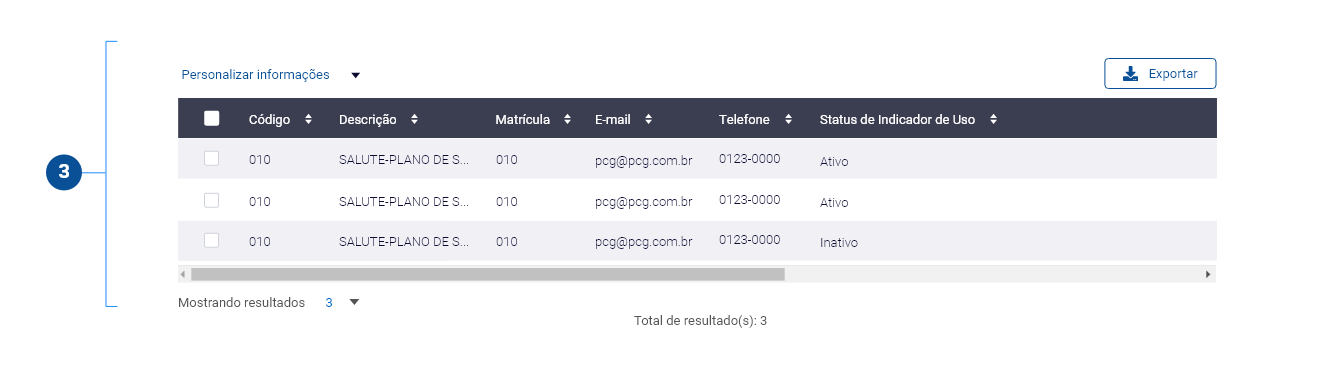 Personalizar informações
Exportar
Código Descrição Matrícula E-mail Telefone Status de Indicador de Uso
010 SALUTE-PLANO DE S... 010 pcg@pcg.com.br 0123-0000 Ativo
3
010 SALUTE-PLANO DE S... 010 pcg@pcg.com.br 0123-0000 Ativo
010 SALUTE-PLANO DE S... 010 pcg@pcg.com.br 0123-0000 Inativo
Mostrando resultados 3
Total de resultado(s): 3